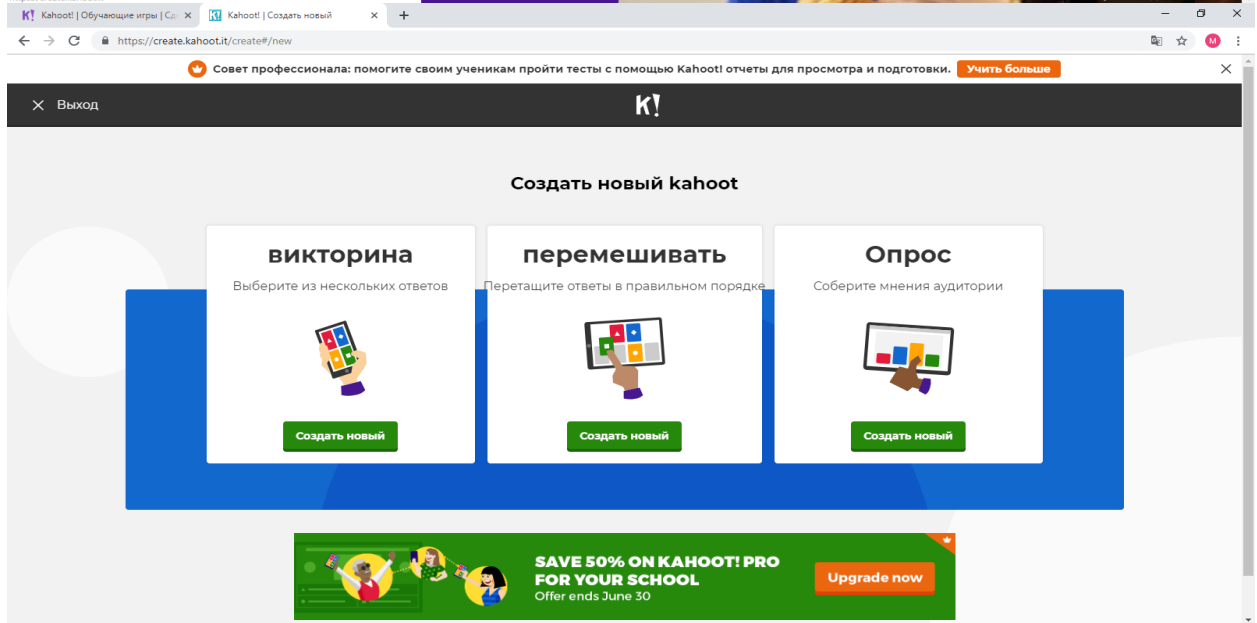 Kahoot! | Обучающие игры | Сд
Kahoot! | Создать новый
https://create.kahoot.it/create#/new
M
Совет профессионала: помогите своим ученикам пройти тесты с помощью Kahoot! отчеты для просмотра и подготовки. Учить больше
Выход
K!
Создать новый kahoot
викторина
Выберите из нескольких ответов
Создать новый
перемешивать
Перетащите ответы в правильном порядке
Создать новый
Опрос
Соберите мнения аудитории
Создать новый
SAVE 50% ON KAHOOT! PRO
FOR YOUR SCHOOL
Offer ends June 30
Upgrade now